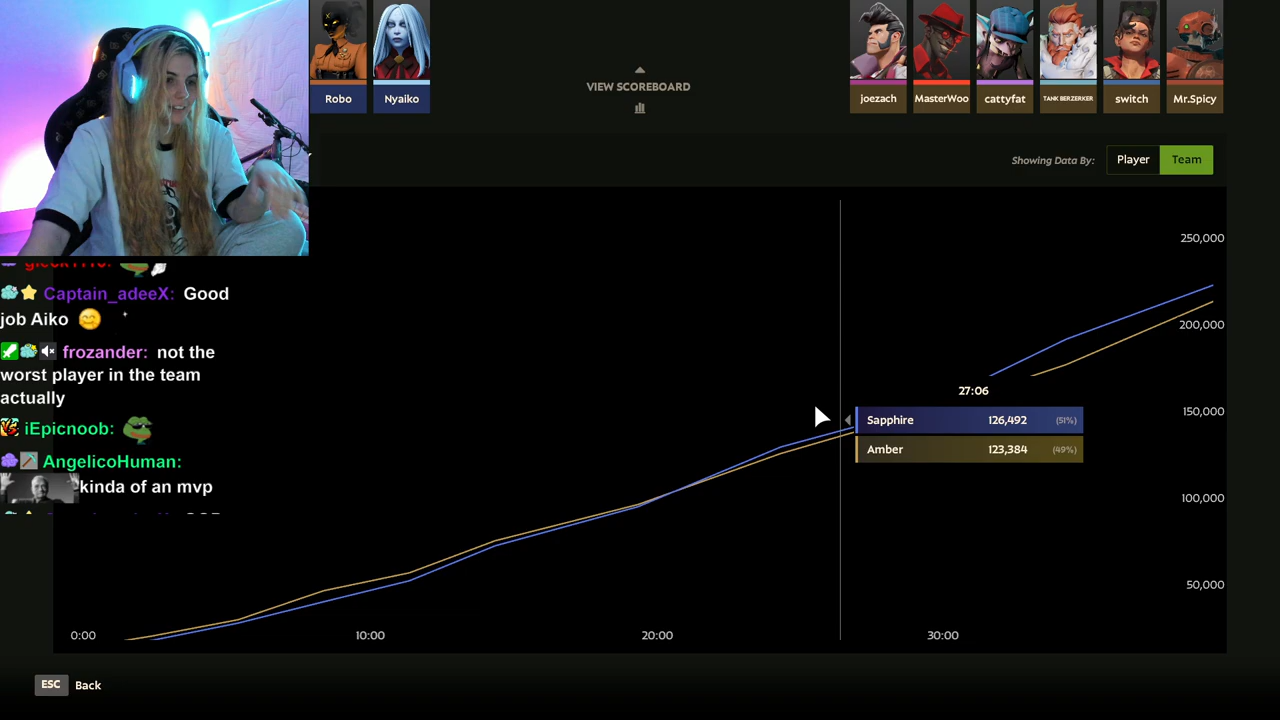 Robo
Nyaiko
VIEW SCOREBOARD
joezach
MasterWoo
cattyfat
TANK BERZERKER
switch
Mr.Spicy
Showing Data By:
Player
Team
Captain_adeeX: Good
job Aiko
frozander: not the
worst player in the team
actually
iEpicnoob:
AngelicoHuman:
kinda of an mvp
250,000
200,000
150,000
100,000
50,000
27:06
Sapphire 126,492 (51%)
Amber 123,384 (49%)
0:00
10:00
20:00
30:00
ESC Back